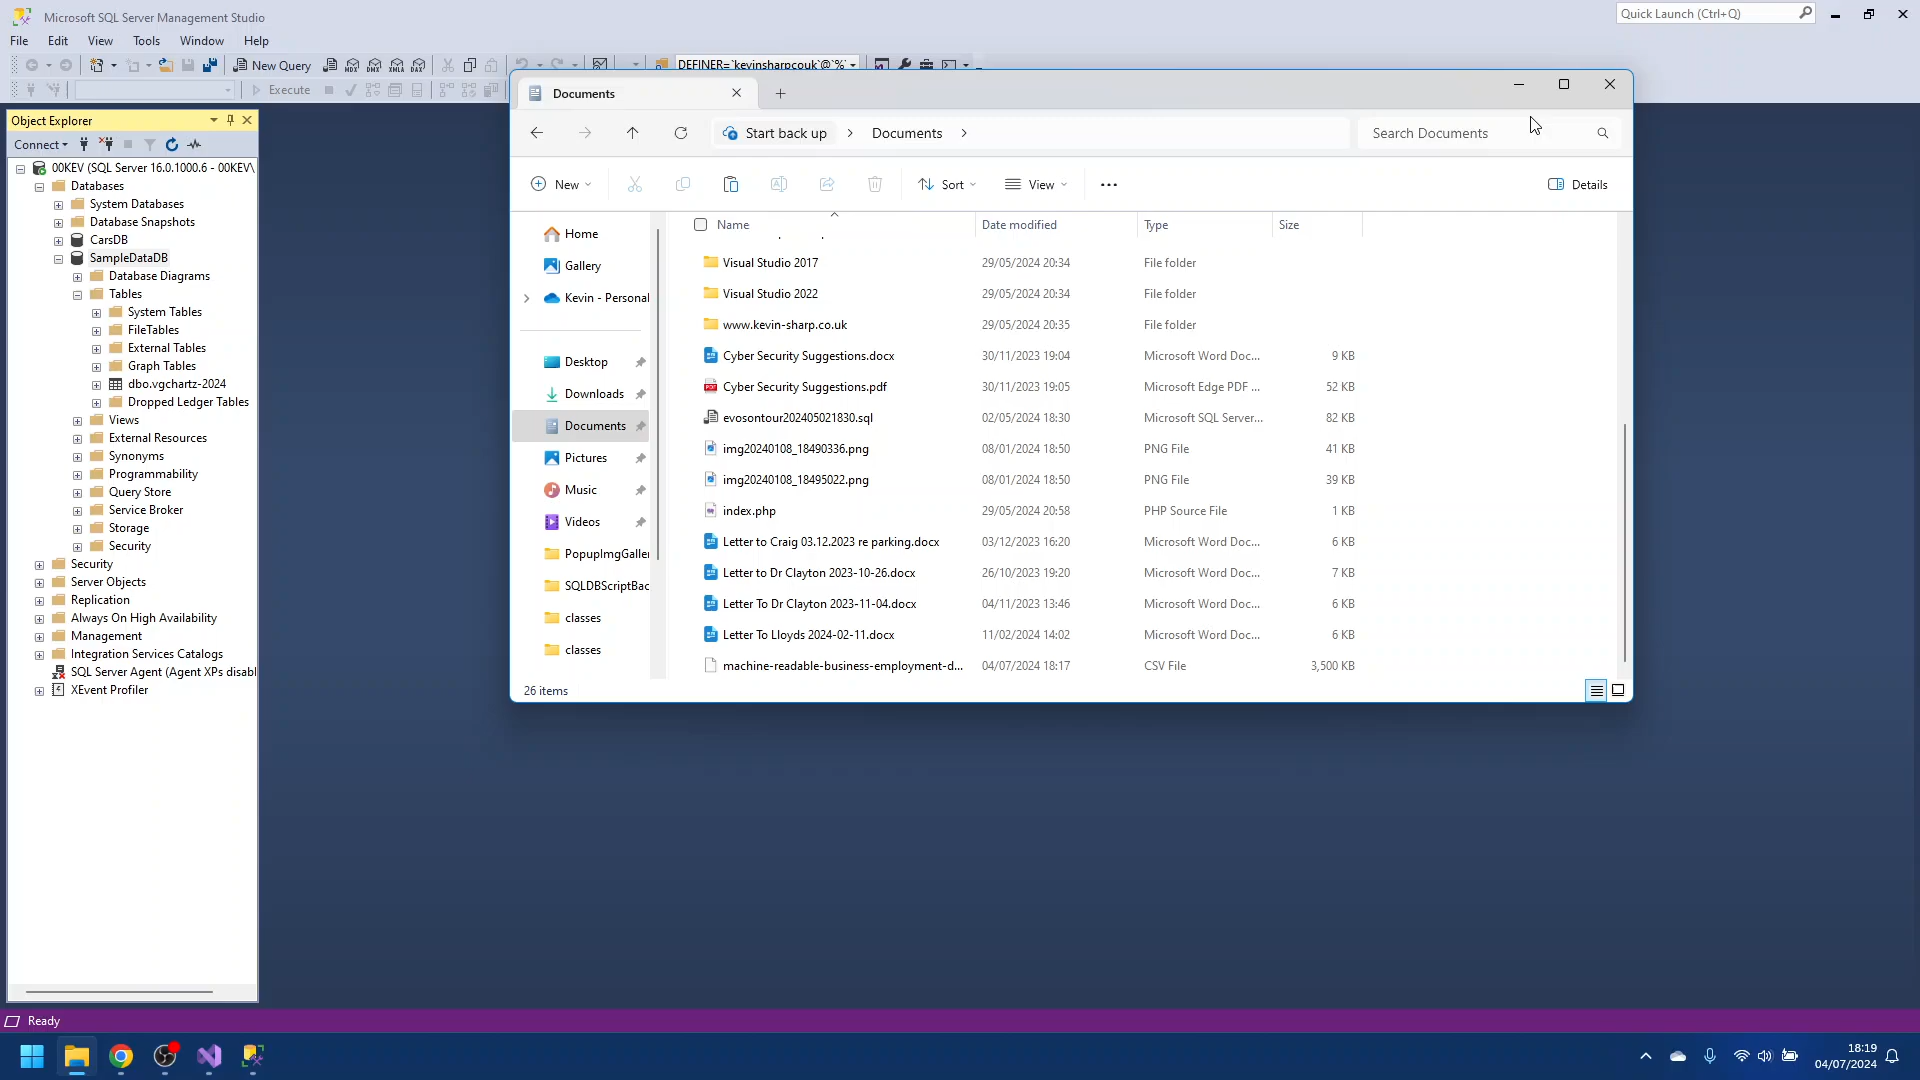 Microsoft SQL Server Management Studio
Quick Launch (Ctrl+Q)
File Edit View Tools Window Help
New Query
DEFINER=`kevinsharpcouk`@`%`
Execute
Object Explorer
Connect
00KEV (SQL Server 16.0.1000.6 - 00KEV\
Databases
System Databases
Database Snapshots
CarsDB
SampleDataDB
Database Diagrams
Tables
System Tables
FileTables
External Tables
Graph Tables
dbo.vgchartz-2024
Dropped Ledger Tables
Views
External Resources
Synonyms
Programmability
Query Store
Service Broker
Storage
Security
Security
Server Objects
Replication
Always On High Availability
Management
Integration Services Catalogs
SQL Server Agent (Agent XPs disabl
XEvent Profiler
Documents
Start back up > Documents >
Search Documents
New Sort View Details
Home
Gallery
Kevin - Personal
Desktop
Downloads
Documents
Pictures
Music
Videos
PopupImgGaller
SQLDBScriptBac
classes
classes
Name Date modified Type Size
Visual Studio 2017 29/05/2024 20:34 File folder
Visual Studio 2022 29/05/2024 20:34 File folder
www.kevin-sharp.co.uk 29/05/2024 20:35 File folder
Cyber Security Suggestions.docx 30/11/2023 19:04 Microsoft Word Doc... 9 KB
Cyber Security Suggestions.pdf 30/11/2023 19:05 Microsoft Edge PDF ... 52 KB
evosontour202405021830.sql 02/05/2024 18:30 Microsoft SQL Server... 82 KB
img20240108_18490336.png 08/01/2024 18:50 PNG File 41 KB
img20240108_18495022.png 08/01/2024 18:50 PNG File 39 KB
index.php 29/05/2024 20:58 PHP Source File 1 KB
Letter to Craig 03.12.2023 re parking.docx 03/12/2023 16:20 Microsoft Word Doc... 6 KB
Letter to Dr Clayton 2023-10-26.docx 26/10/2023 19:20 Microsoft Word Doc... 7 KB
Letter To Dr Clayton 2023-11-04.docx 04/11/2023 13:46 Microsoft Word Doc... 6 KB
Letter To Lloyds 2024-02-11.docx 11/02/2024 14:02 Microsoft Word Doc... 6 KB
machine-readable-business-employment-d... 04/07/2024 18:17 CSV File 3,500 KB
26 items
Ready
18:19
04/07/2024